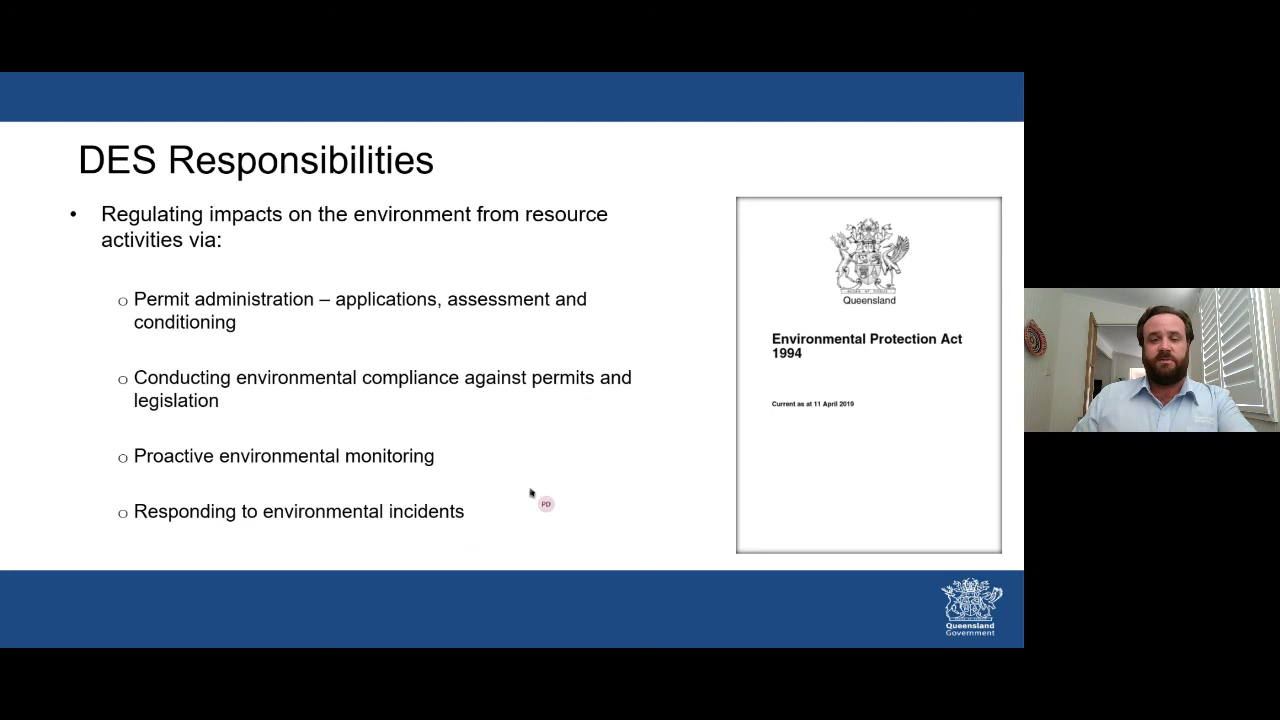 DES Responsibilities
• Regulating impacts on the environment from resource
activities via:
o Permit administration – applications, assessment and
conditioning
o Conducting environmental compliance against permits and
legislation
o Proactive environmental monitoring
o Responding to environmental incidents
PD
Queensland
Environmental Protection Act
1994
Current as at 11 April 2019
Queensland
Government